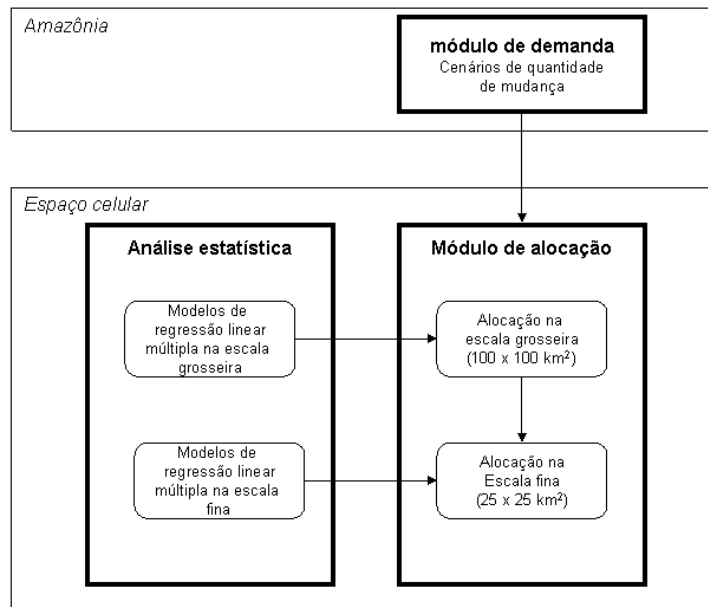 Amazônia
módulo de demanda
Cenários de quantidade
de mudança
Espaço celular
Análise estatística
Modelos de
regressão linear
múltipla na escala
grosseira
Modelos de
regressão linear
múltipla na escala
fina
Módulo de alocação
Alocação na
escala grosseira
(100 x 100 km²)
Alocação na
Escala fina
(25 x 25 km²)